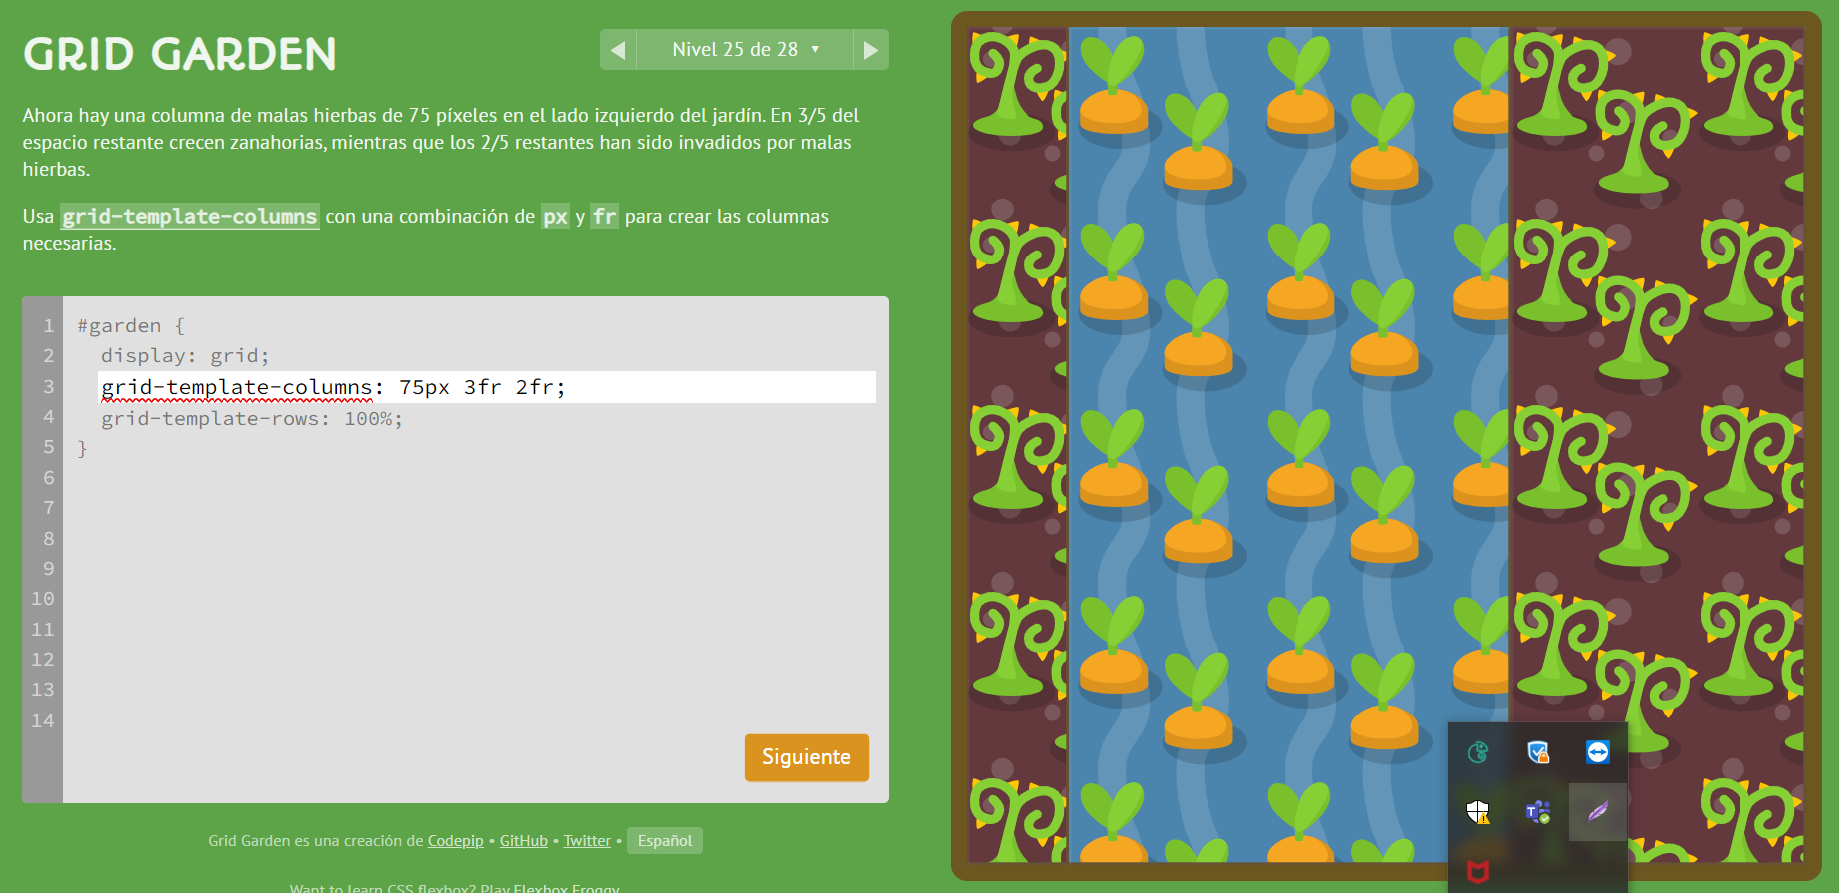 GRID GARDEN
Nivel 25 de 28 ▼
Ahora hay una columna de malas hierbas de 75 píxeles en el lado izquierdo del jardín. En 3/5 del
espacio restante crecen zanahorias, mientras que los 2/5 restantes han sido invadidos por malas
hierbas.
Usa grid-template-columns con una combinación de px y fr para crear las columnas
necesarias.
1 #garden {
2 display: grid;
3 grid-template-columns: 75px 3fr 2fr;
4 grid-template-rows: 100%;
5 }
6
7
8
9
10
11
12
13
14
Siguiente
Grid Garden es una creación de Codepip • GitHub • Twitter • Español
Want to learn CSS flexbox? Play Flexbox Froggy.